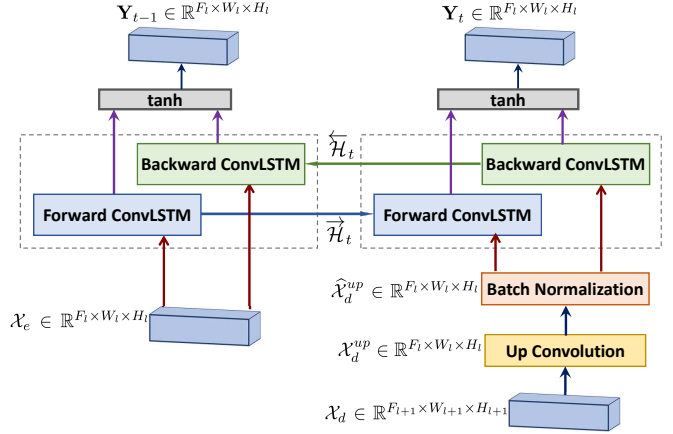 𝐘_{t−1} ∈ ℝ^{F_l×W_l×H_l}
𝐘_t ∈ ℝ^{F_l×W_l×H_l}
tanh
tanh
Backward ConvLSTM
←ℋ_t
Backward ConvLSTM
Forward ConvLSTM
→ℋ_t
Forward ConvLSTM
𝒳̂_d^{up} ∈ ℝ^{F_l×W_l×H_l}
Batch Normalization
𝒳_e ∈ ℝ^{F_l×W_l×H_l}
𝒳_d^{up} ∈ ℝ^{F_l×W_l×H_l}
Up Convolution
𝒳_d ∈ ℝ^{F_{l+1}×W_{l+1}×H_{l+1}}